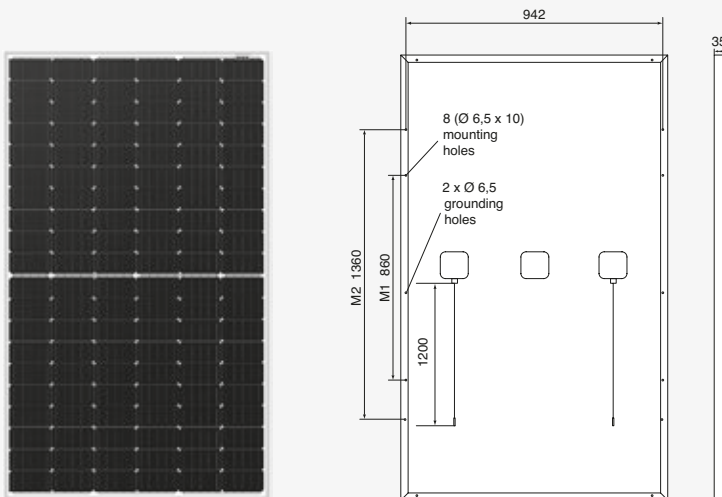 942
35
8 (Ø 6,5 x 10)
mounting
holes
2 x Ø 6,5
grounding
holes
M2 1360
M1 860
1200